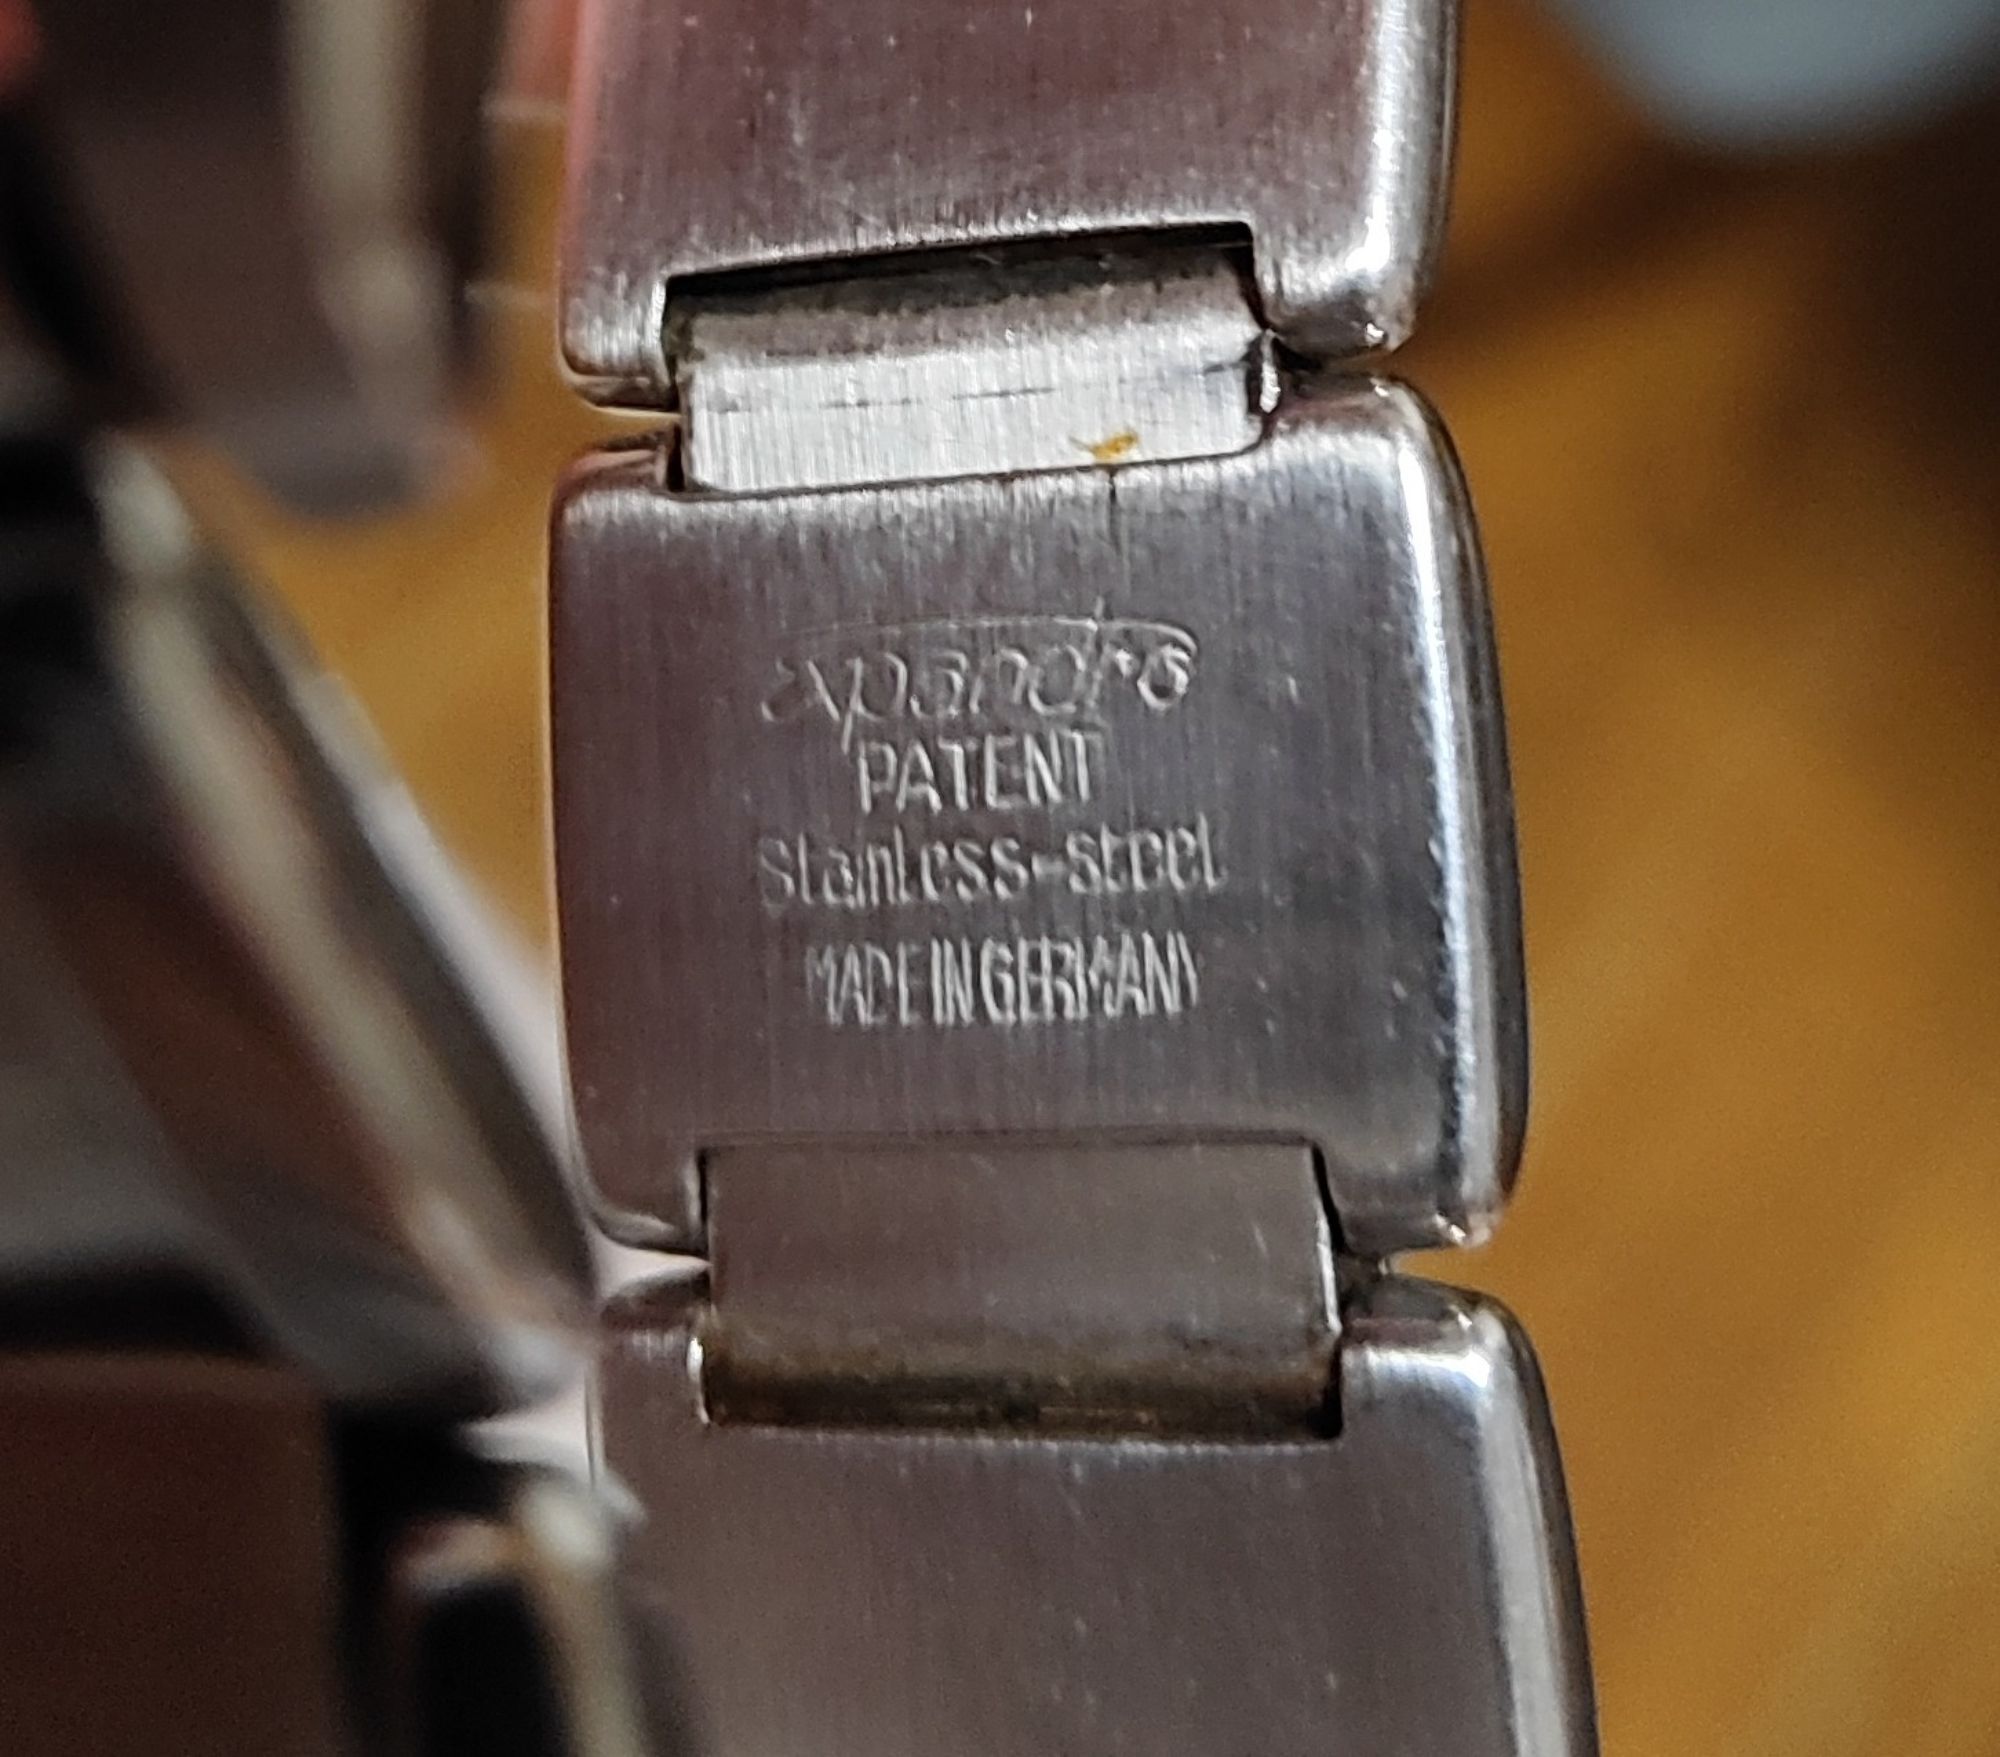 expandro
PATENT
Stainless-steel
MADE IN GERMANY